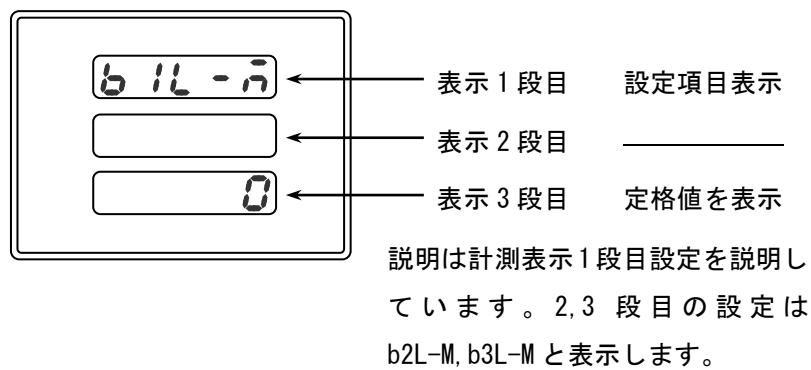 b1L-M 表示1段目 設定項目表示
表示2段目
0 表示3段目 定格値を表示
説明は計測表示1段目設定を説明し
ています。2,3 段目の設定は
b2L-M,b3L-M と表示します。